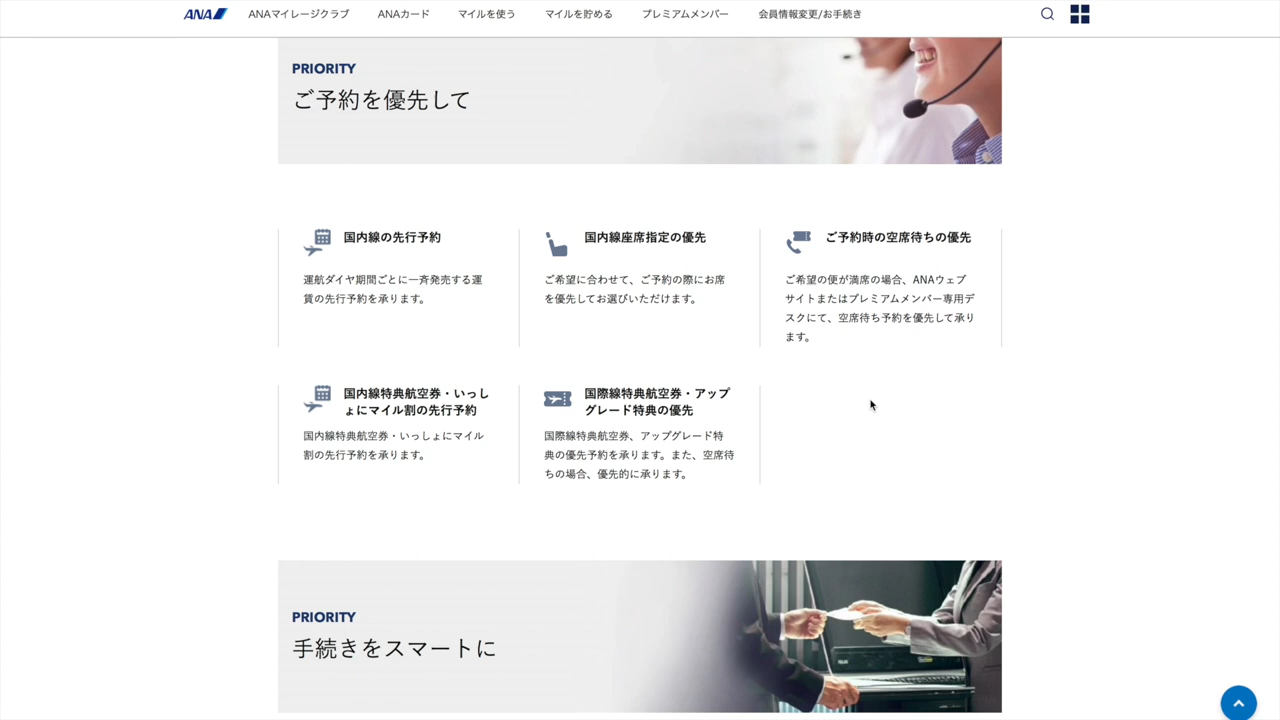 ANA
ANAマイレージクラブ
ANAカード
マイルを使う
マイルを貯める
プレミアムメンバー
会員情報変更/お手続き
PRIORITY
ご予約を優先して
国内線の先行予約
運航ダイヤ期間ごとに一斉発売する運
賃の先行予約を承ります。
国内線座席指定の優先
ご希望に合わせて、ご予約の際にお席
を優先してお選びいただけます。
ご予約時の空席待ちの優先
ご希望の便が満席の場合、ANAウェブ
サイトまたはプレミアムメンバー専用デ
スクにて、空席待ち予約を優先して承り
ます。
国内線特典航空券・いっし
ょにマイル割の先行予約
国内線特典航空券・いっしょにマイル
割の先行予約を承ります。
国際線特典航空券・アップ
グレード特典の優先
国際線特典航空券、アップグレード特
典の優先予約を承ります。また、空席待
ちの場合、優先的に承ります。
PRIORITY
手続きをスマートに